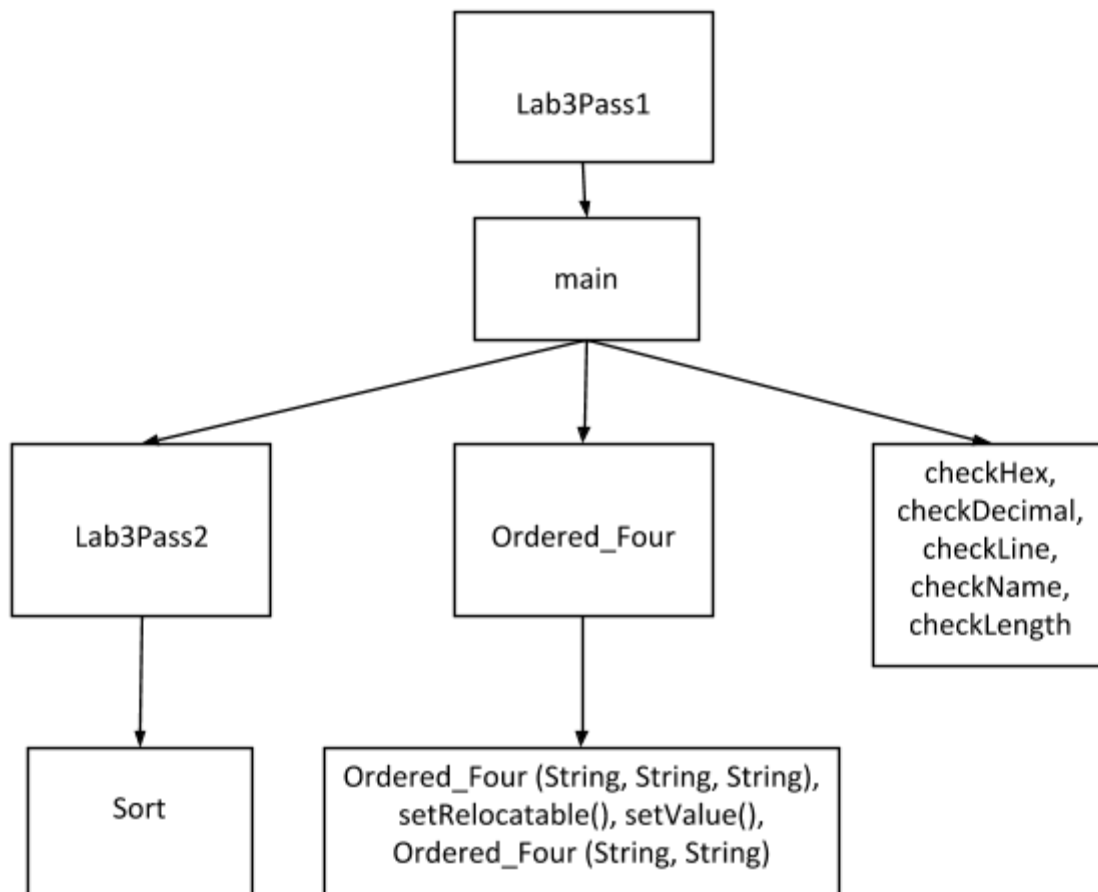 Lab3Pass1
main
Lab3Pass2
Ordered_Four
checkHex,
checkDecimal,
checkLine,
checkName,
checkLength
Sort
Ordered_Four (String, String, String),
setRelocatable(), setValue(),
Ordered_Four (String, String)